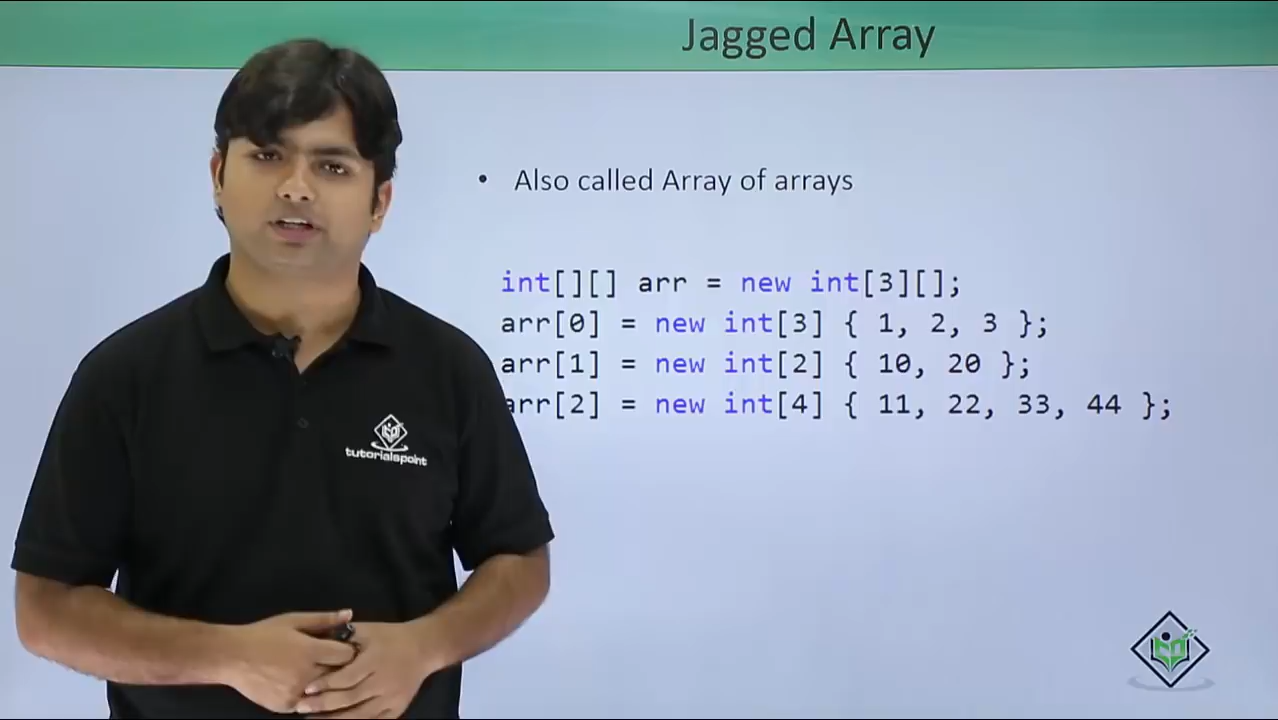 Jagged Array
• Also called Array of arrays
int[][] arr = new int[3][];
arr[0] = new int[3] { 1, 2, 3 };
arr[1] = new int[2] { 10, 20 };
arr[2] = new int[4] { 11, 22, 33, 44 };
tutorialspoint